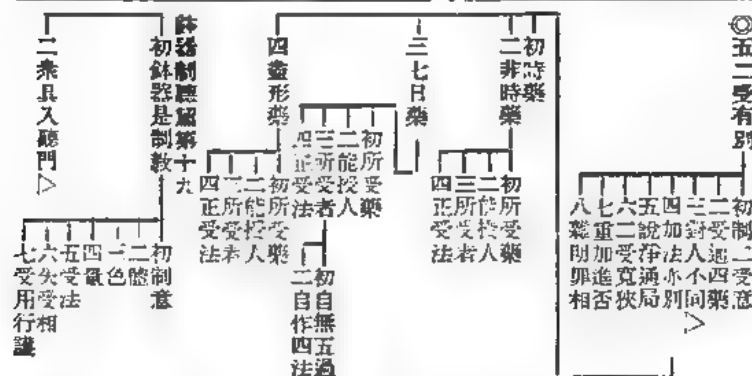 ◎五二受有別
初制二受意
二受通四藥
三對人不同▷
四加法亦別
五說淨通局
六二受寬狹
七重加進否
八雜明罪相
初時藥
二非時藥
初所受藥
二能授人
三所受者
四正受法
三七日藥
初所受藥
二能授人
三所受者
四正受法
初自無五過
二自作四法
四盡形藥
初所受藥
二能授人
三所受者
四正受法
鉢器制聽篇第十九
初鉢器是制教
初制意
二體
三色
四量
五受法
六失受相
七受用行護
二眾具入聽門▷